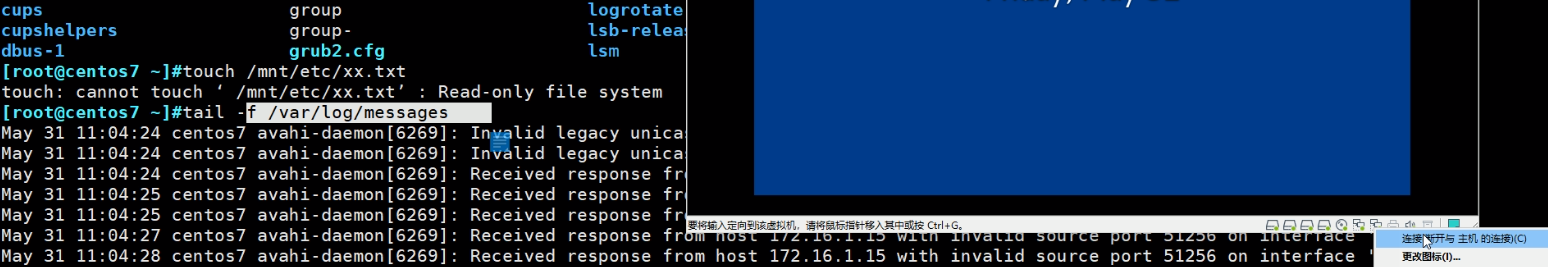 cups group logrotate
cupshelpers group- lsb-relea
dbus-1 grub2.cfg lsm
[root@centos7 ~]#touch /mnt/etc/xx.txt
touch: cannot touch ‘ /mnt/etc/xx.txt’ : Read-only file system
[root@centos7 ~]#tail -f /var/log/messages
May 31 11:04:24 centos7 avahi-daemon[6269]: Invalid legacy unica
May 31 11:04:24 centos7 avahi-daemon[6269]: Invalid legacy unica
May 31 11:04:24 centos7 avahi-daemon[6269]: Received response fr
May 31 11:04:25 centos7 avahi-daemon[6269]: Received response fr
May 31 11:04:25 centos7 avahi-daemon[6269]: Received response fr
要将输入定向到该虚拟机，请将鼠标指针移入其中或按 Ctrl+G。
May 31 11:04:27 centos7 avahi-daemon[6269]: Received response from host 172.16.1.15 with invalid source port 51256 on interface '
连接(断开与 主机 的连接)(C)
May 31 11:04:28 centos7 avahi-daemon[6269]: Received response from host 172.16.1.15 with invalid source port 51256 on interface '
更改图标(I)...